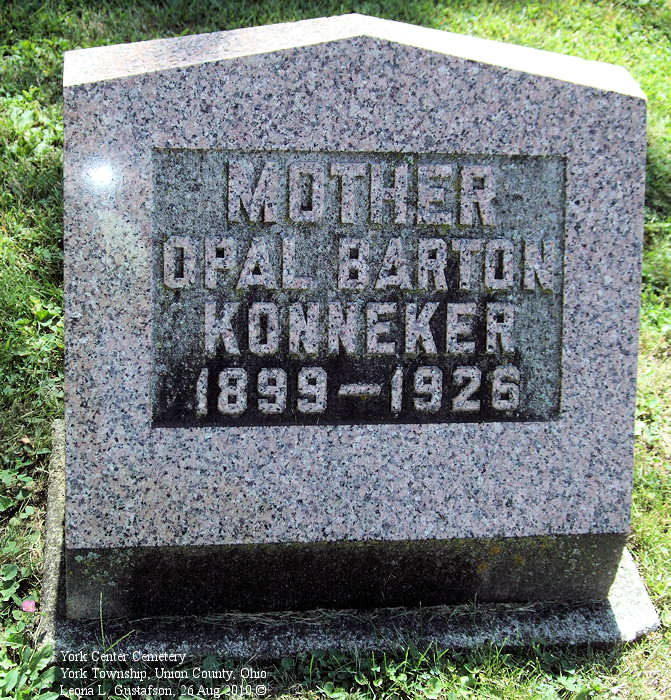 MOTHER
OPAL BARTON
KONNEKER
1899–1926
York Center Cemetery
York Township, Union County, Ohio
Leona L. Gustafson, 26 Aug 2010 ©